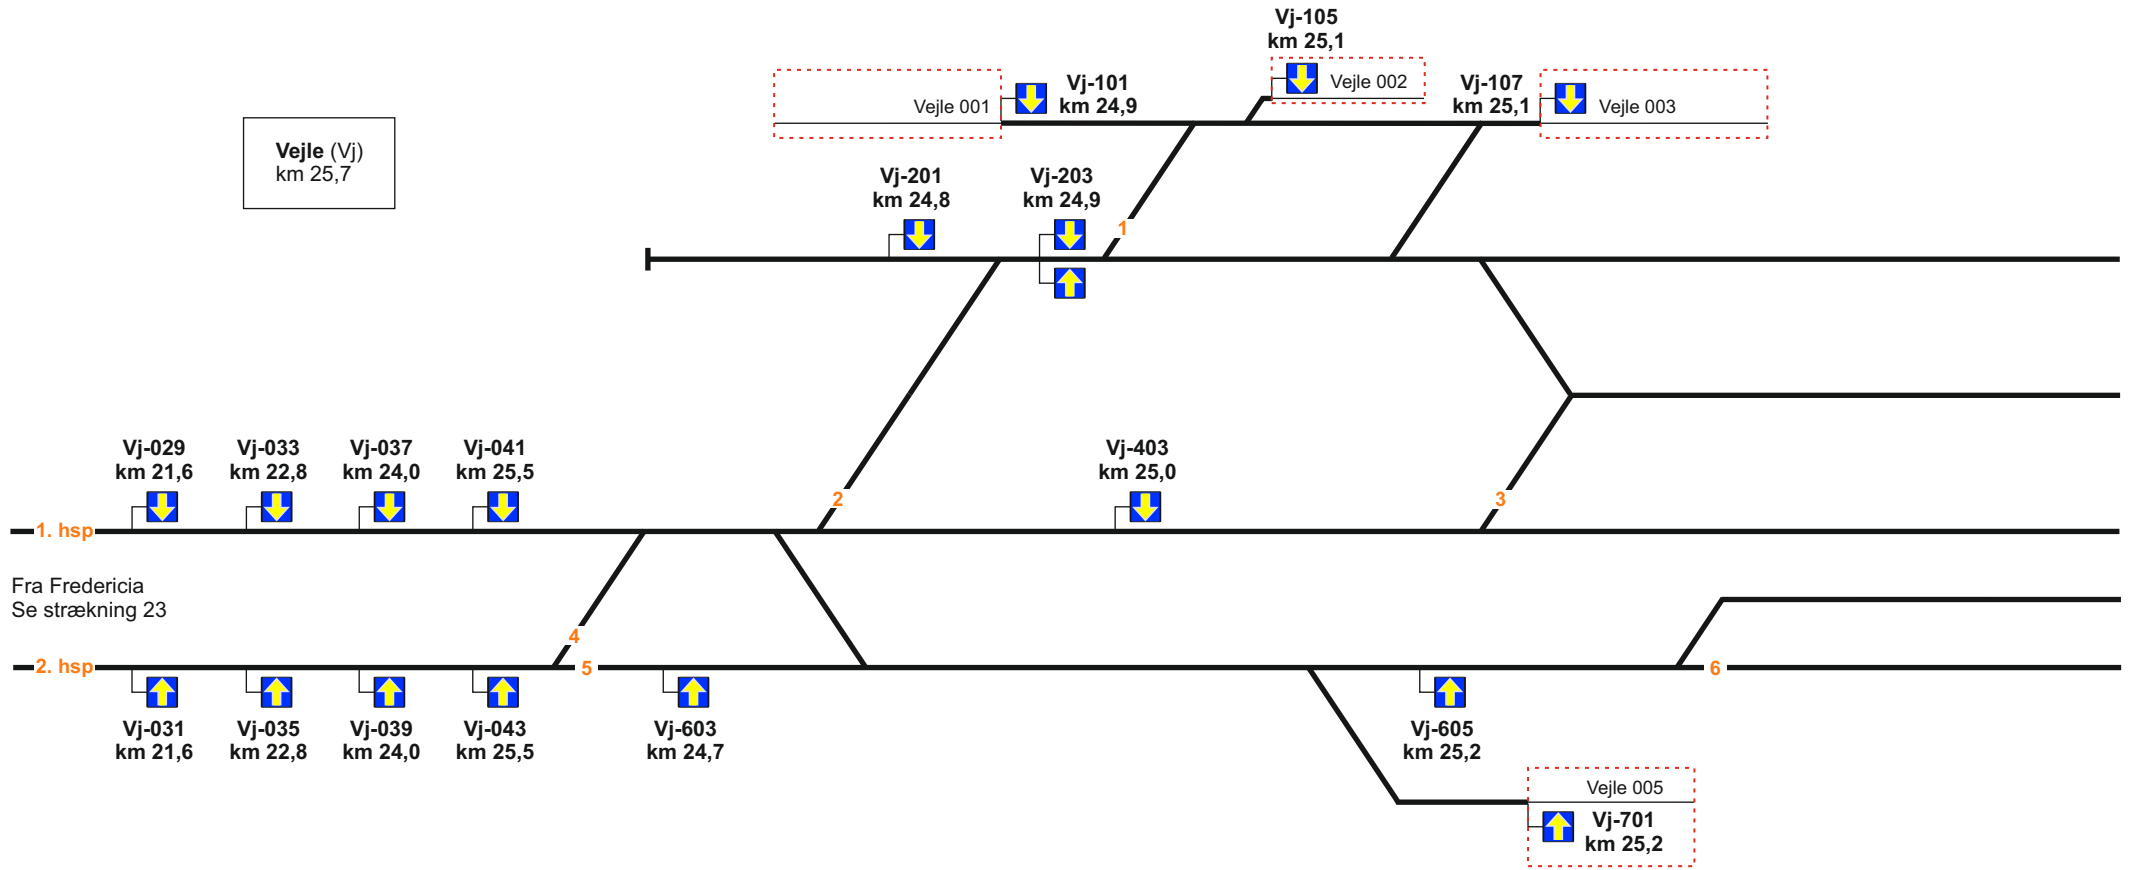 Vj-105
km 25,1
Vejle 001
Vj-101
km 24,9
Vejle 002
Vj-107
km 25,1
Vejle 003
Vejle (Vj)
km 25,7
Vj-201
km 24,8
Vj-203
km 24,9
1
Vj-029
km 21,6
Vj-033
km 22,8
Vj-037
km 24,0
Vj-041
km 25,5
Vj-403
km 25,0
2
3
1. hsp
Fra Fredericia
Se strækning 23
4
2. hsp
5
6
Vj-031
km 21,6
Vj-035
km 22,8
Vj-039
km 24,0
Vj-043
km 25,5
Vj-603
km 24,7
Vj-605
km 25,2
Vejle 005
Vj-701
km 25,2